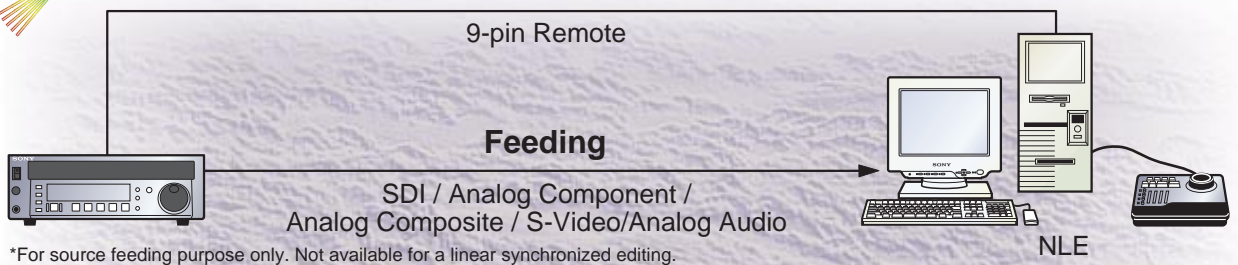 9-pin Remote
Feeding
SONY
SONY
SDI / Analog Component /
Analog Composite / S-Video/Analog Audio
NLE
*For source feeding purpose only. Not available for a linear synchronized editing.